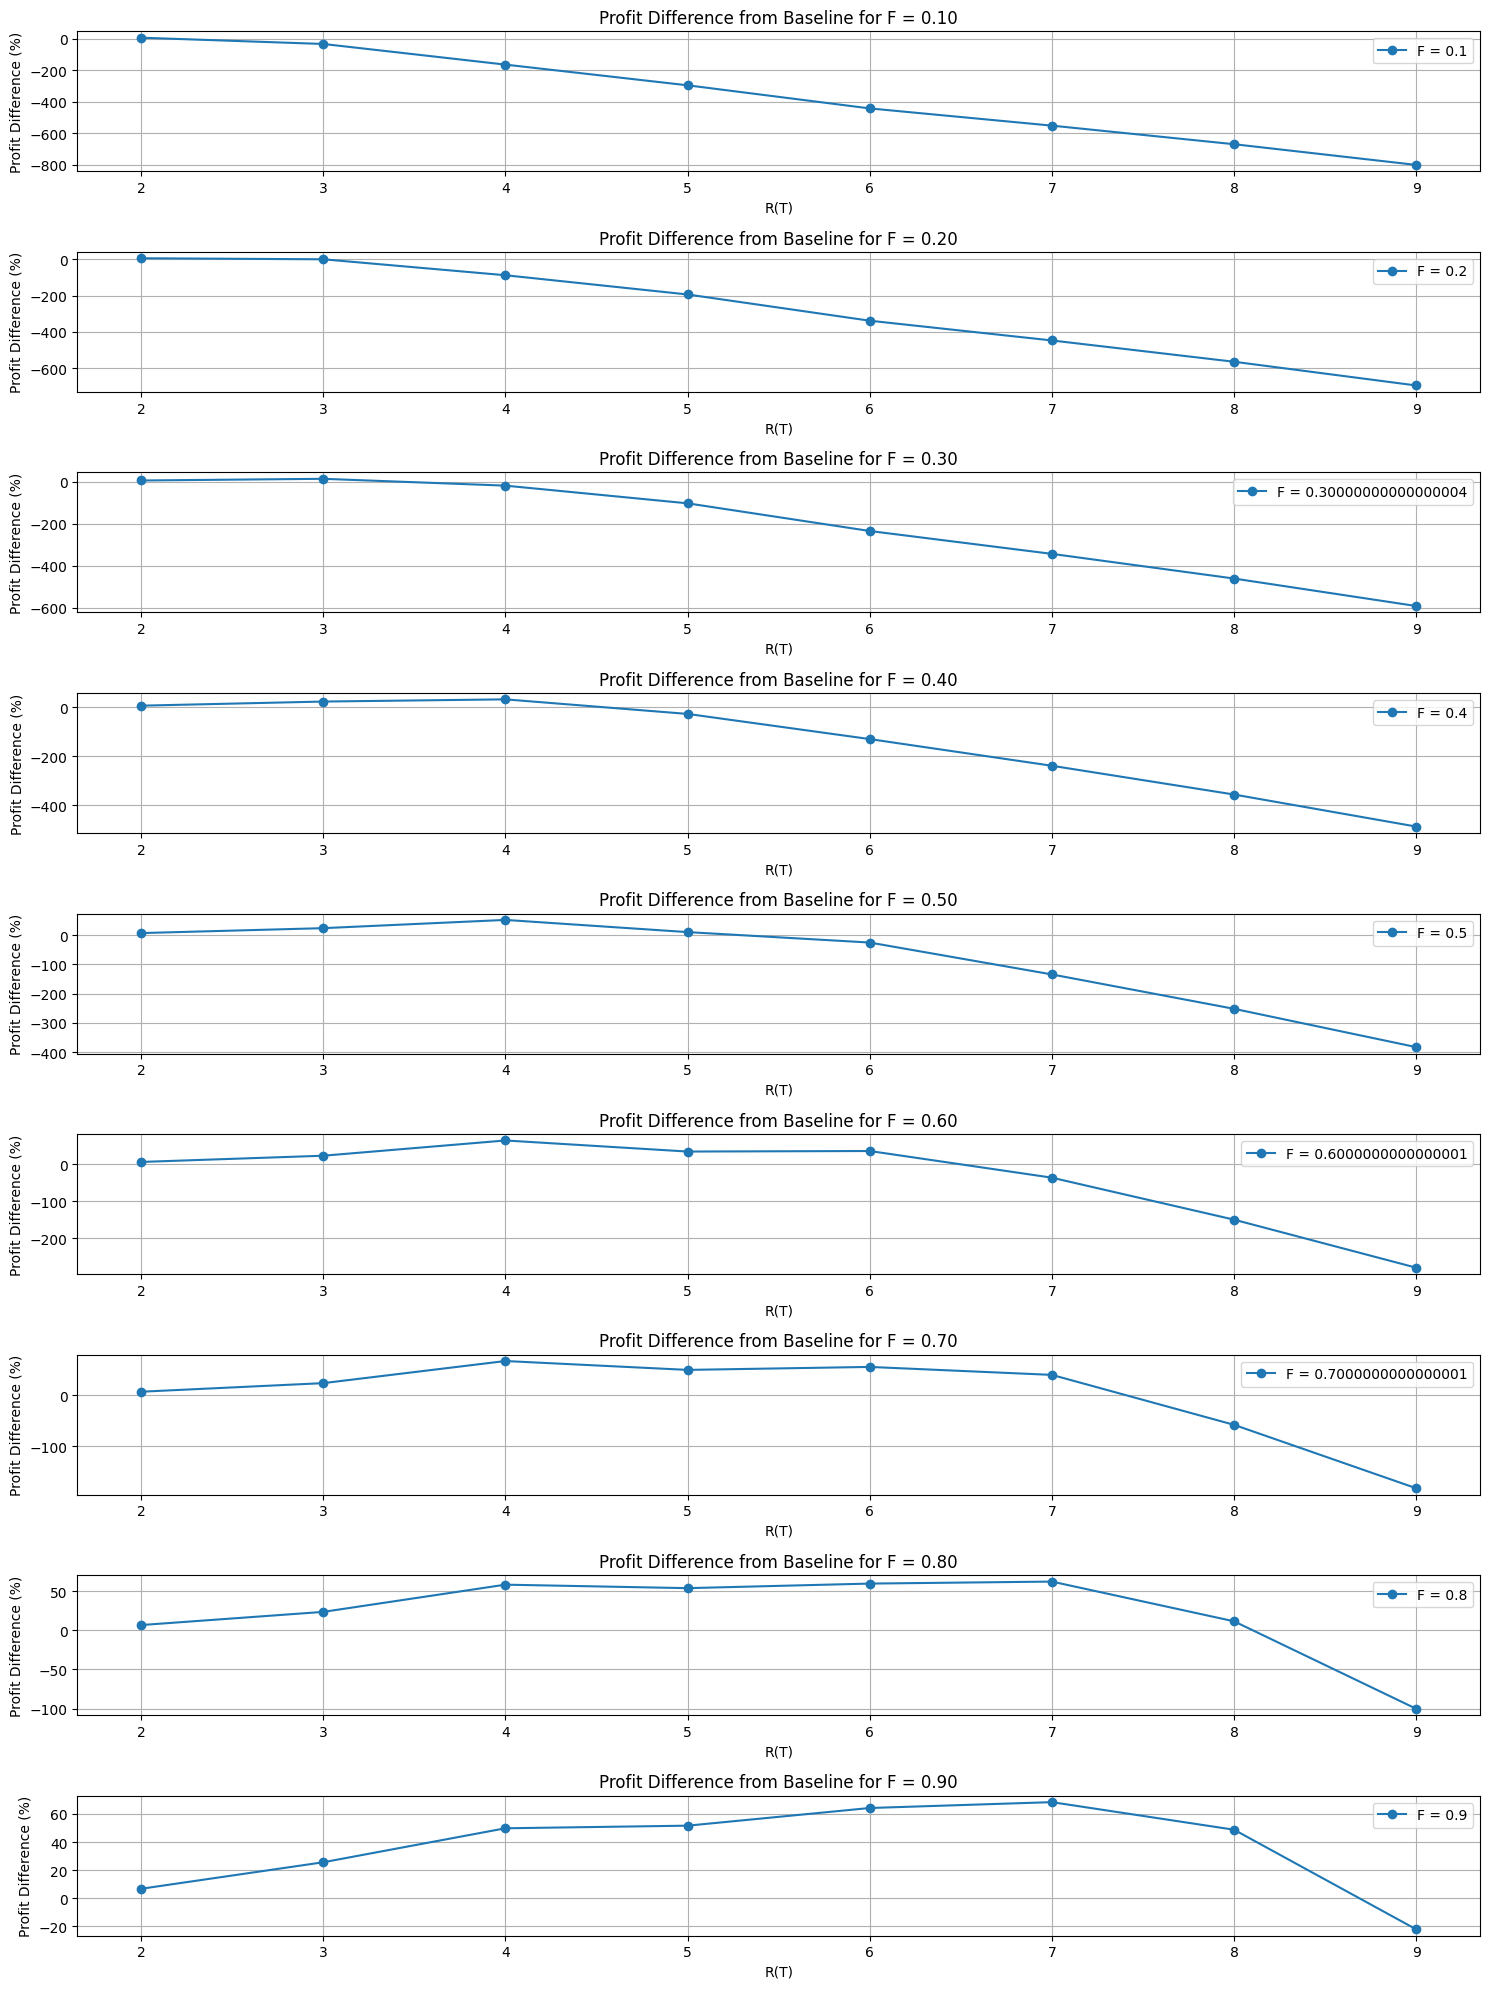 Profit Difference from Baseline for F = 0.10
Profit Difference (%)
0
−200
−400
−600
−800
F = 0.1
2 3 4 5 6 7 8 9
R(T)
Profit Difference from Baseline for F = 0.20
Profit Difference (%)
0
−200
−400
−600
F = 0.2
2 3 4 5 6 7 8 9
R(T)
Profit Difference from Baseline for F = 0.30
Profit Difference (%)
0
−200
−400
−600
F = 0.30000000000000004
2 3 4 5 6 7 8 9
R(T)
Profit Difference from Baseline for F = 0.40
Profit Difference (%)
0
−200
−400
F = 0.4
2 3 4 5 6 7 8 9
R(T)
Profit Difference from Baseline for F = 0.50
Profit Difference (%)
0
−100
−200
−300
−400
F = 0.5
2 3 4 5 6 7 8 9
R(T)
Profit Difference from Baseline for F = 0.60
Profit Difference (%)
0
−100
−200
F = 0.6000000000000001
2 3 4 5 6 7 8 9
R(T)
Profit Difference from Baseline for F = 0.70
Profit Difference (%)
0
−100
F = 0.7000000000000001
2 3 4 5 6 7 8 9
R(T)
Profit Difference from Baseline for F = 0.80
Profit Difference (%)
50
0
−50
−100
F = 0.8
2 3 4 5 6 7 8 9
R(T)
Profit Difference from Baseline for F = 0.90
Profit Difference (%)
60
40
20
0
−20
F = 0.9
2 3 4 5 6 7 8 9
R(T)